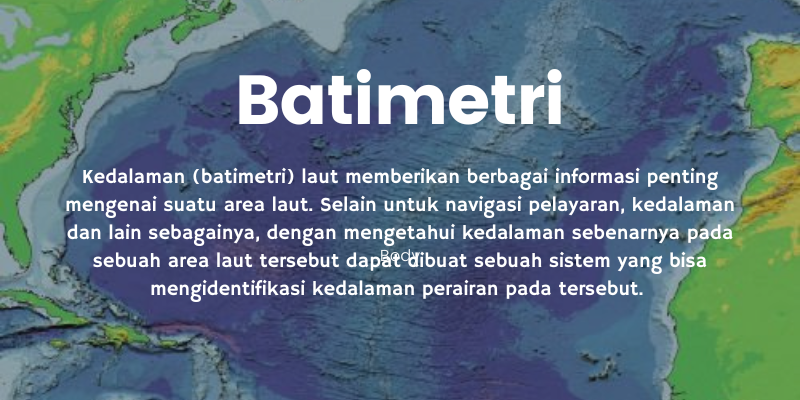 Batimetri
Kedalaman (batimetri) laut memberikan berbagai informasi penting
mengenai suatu area laut. Selain untuk navigasi pelayaran, kedalaman
dan lain sebagainya, dengan mengetahui kedalaman sebenarnya pada
sebuah area laut tersebut dapat dibuat sebuah sistem yang bisa
mengidentifikasi kedalaman perairan pada tersebut.
Body